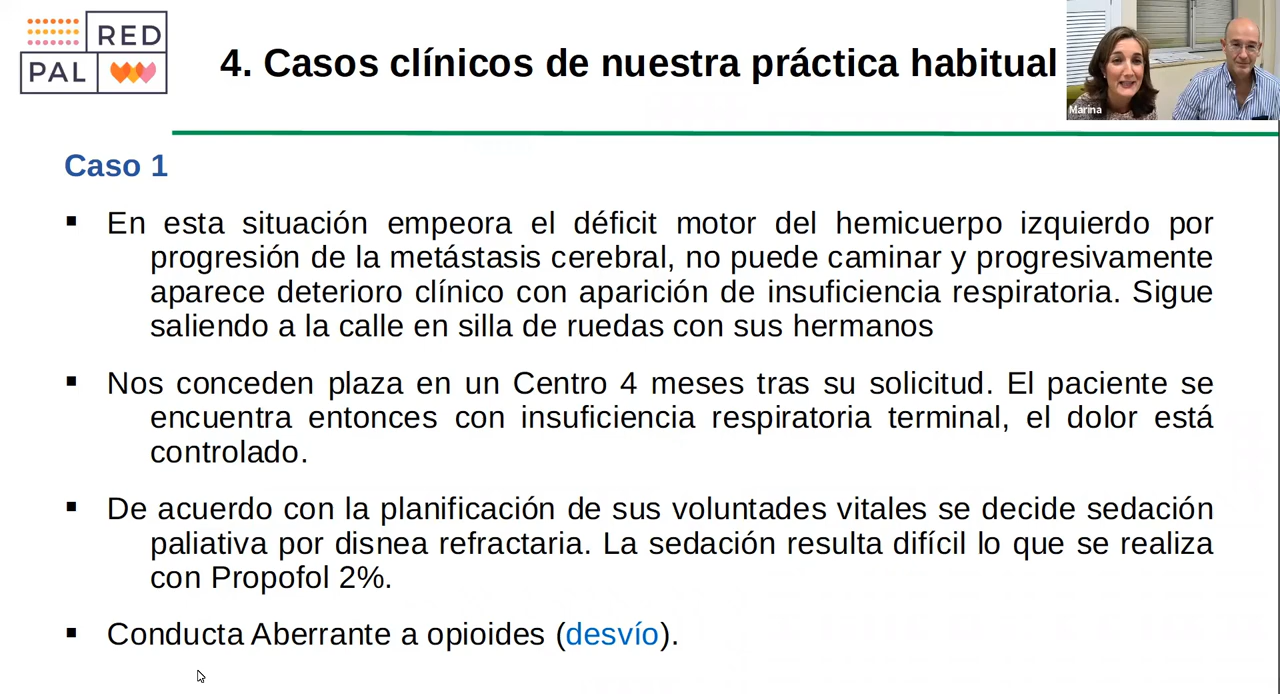 RED
PAL
4. Casos clínicos de nuestra práctica habitual
Marina
Caso 1
▪ En esta situación empeora el déficit motor del hemicuerpo izquierdo por
progresión de la metástasis cerebral, no puede caminar y progresivamente
aparece deterioro clínico con aparición de insuficiencia respiratoria. Sigue
saliendo a la calle en silla de ruedas con sus hermanos
▪ Nos conceden plaza en un Centro 4 meses tras su solicitud. El paciente se
encuentra entonces con insuficiencia respiratoria terminal, el dolor está
controlado.
▪ De acuerdo con la planificación de sus voluntades vitales se decide sedación
paliativa por disnea refractaria. La sedación resulta difícil lo que se realiza
con Propofol 2%.
▪ Conducta Aberrante a opioides (desvío).